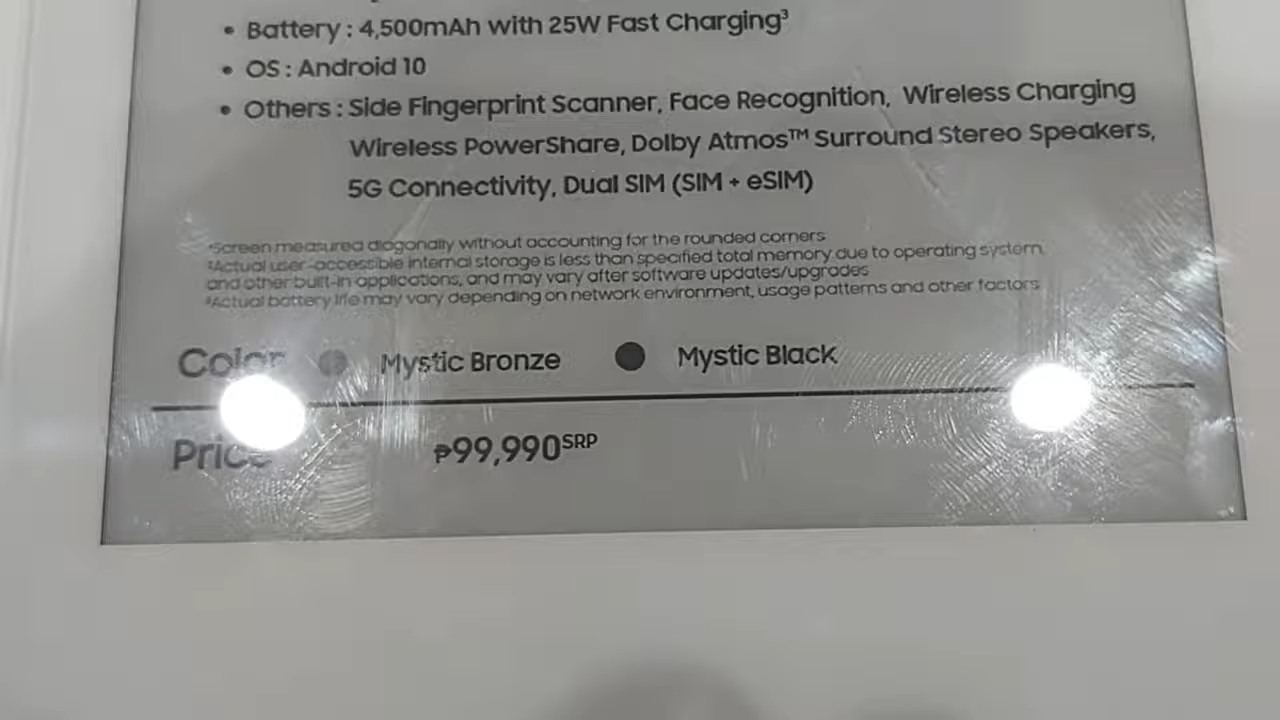 • Battery : 4,500mAh with 25W Fast Charging³
• OS : Android 10
• Others : Side Fingerprint Scanner, Face Recognition, Wireless Charging
Wireless PowerShare, Dolby Atmos™ Surround Stereo Speakers,
5G Connectivity, Dual SIM (SIM + eSIM)
¹Screen measured diagonally without accounting for the rounded corners
²Actual user-accessible internal storage is less than specified total memory due to operating system,
and other built-in applications, and may vary after software updates/upgrades
³Actual battery life may vary depending on network environment, usage patterns and other factors
Color Mystic Bronze Mystic Black
Price ₱99,990 SRP